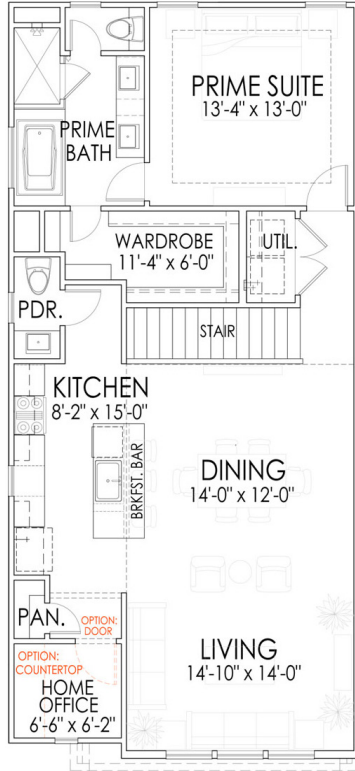 PRIME SUITE
13'-4" x 13'-0"
PRIME
BATH
WARDROBE
11'-4" x 6'-0"
UTIL.
PDR.
STAIR
KITCHEN
8'-2" x 15'-0"
BRKFST. BAR
DINING
14'-0" x 12'-0"
PAN.
OPTION:
DOOR
OPTION:
COUNTERTOP
HOME
OFFICE
6'-6" x 6'-2"
LIVING
14'-10" x 14'-0"